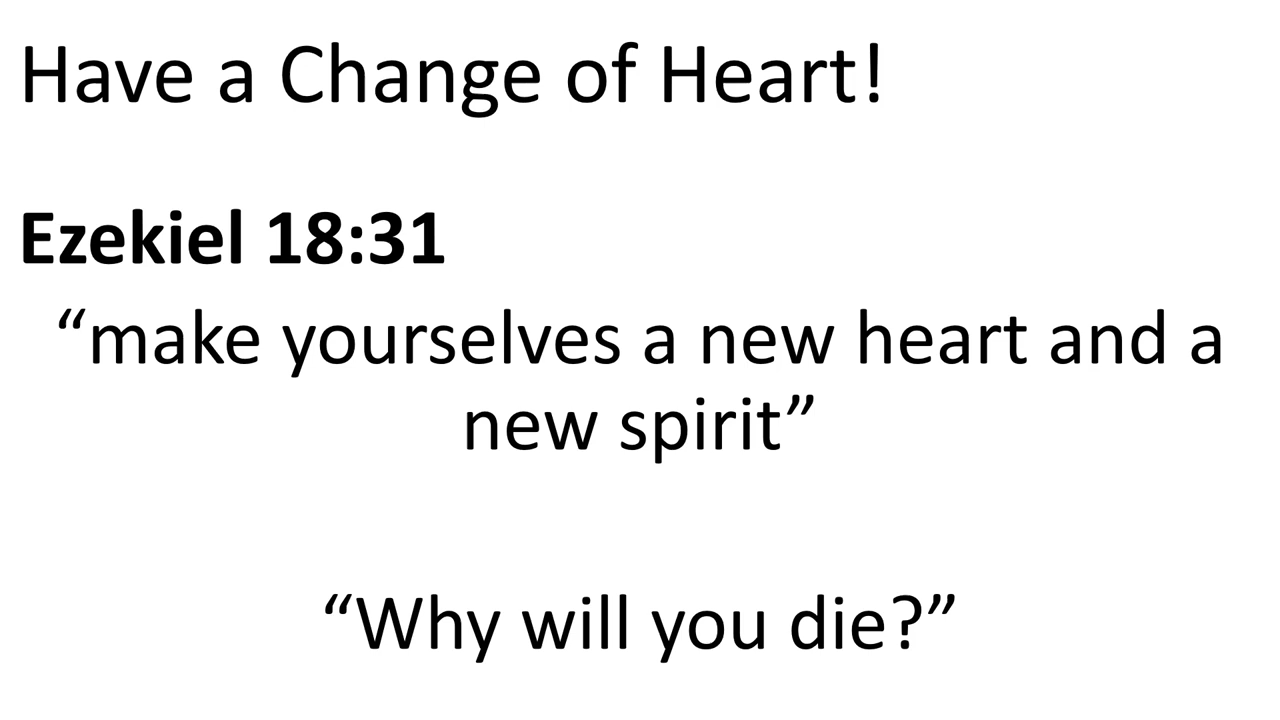 Have a Change of Heart!
Ezekiel 18:31
“make yourselves a new heart and a
new spirit”
“Why will you die?”